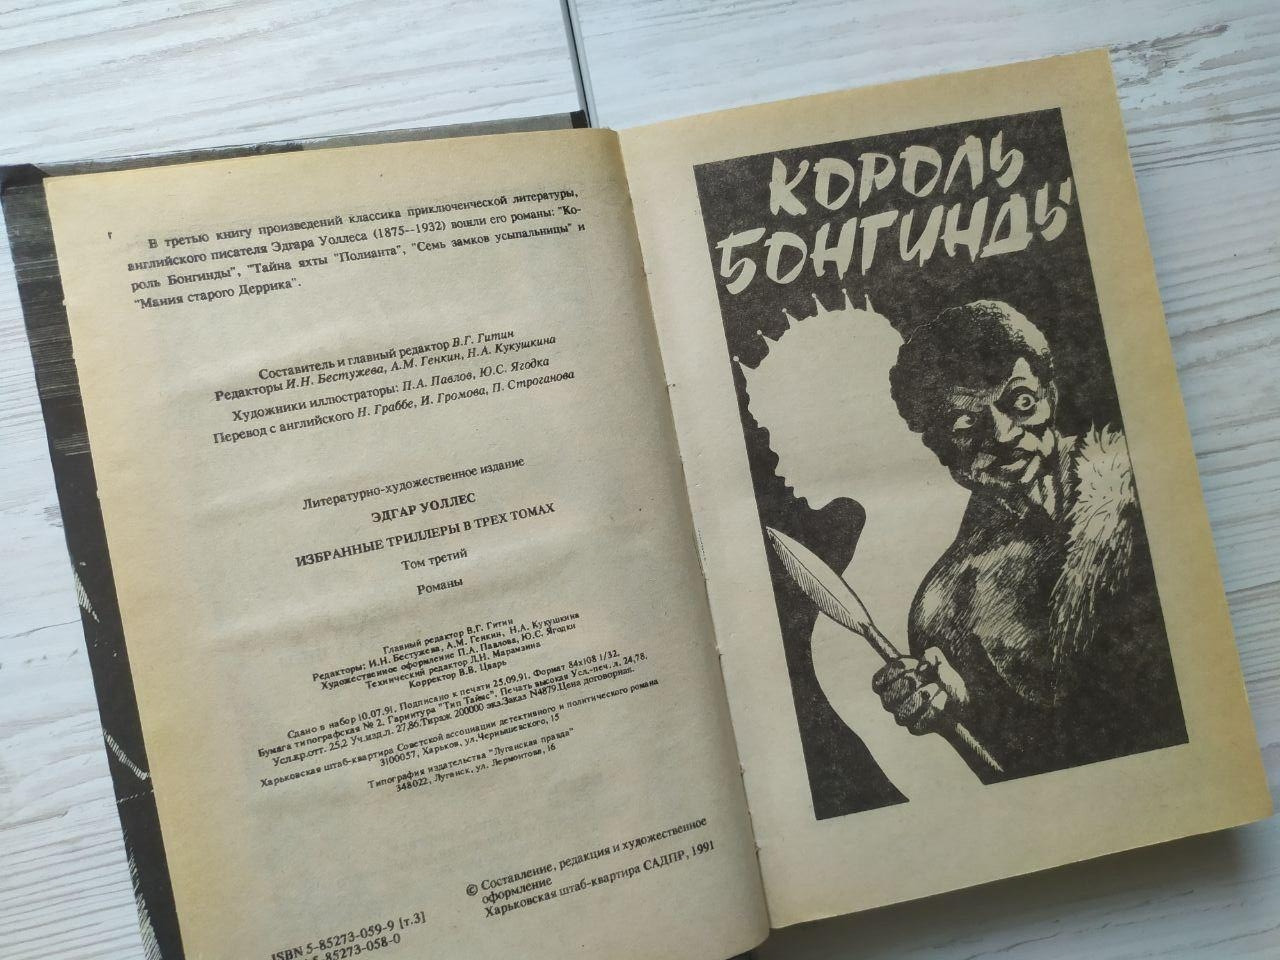 В третью книгу произведений классика приключенческой литературы,
английского писателя Эдгара Уоллеса (1875--1932) вошли его романы: "Ко-
роль Бонгинды", "Тайна яхты "Полианта", "Семь замков усыпальницы" и
"Мания старого Деррика".
Составитель и главный редактор В.Г. Гитин
Редакторы И.Н. Бестужева, А.М. Генкин, Н.А. Кукушкина
Художники иллюстраторы: П.А. Павлов, Ю.С. Ягодка
Перевод с английского Н. Граббе, И. Громова, П. Строганова
Литературно-художественное издание
ЭДГАР УОЛЛЕС
ИЗБРАННЫЕ ТРИЛЛЕРЫ В ТРЕХ ТОМАХ
Том третий
Романы
Главный редактор В.Г. Гитин
Редакторы: И.Н. Бестужева, А.М. Генкин, Н.А. Кукушкина
Художественное оформление П.А. Павлова, Ю.С. Ягодки
Технический редактор Л.Н. Марамзина
Корректор В.В. Цварь
Сдано в набор 10.07.91. Подписано к печати 25.09.91. Формат 84х108 1/32.
Бумага типографская № 2. Гарнитура "Тип Таймс". Печать высокая Усл.-печ.л. 24,78.
Усл.кр.отт. 25,2 Уч.изд.л. 27,86.Тираж 200000 экз.Заказ N4879.Цена договорная.
Харьковская штаб-квартира Советской ассоциации детективного и политического романа
3100057, Харьков, ул.Чернышевского, 15
Типография издательства "Луганская правда"
348022, Луганск, ул. Лермонтова, 1б
© Составление, редакция и художественное
оформление
Харьковская штаб-квартира САДПР, 1991
ISBN 5-85273-059-9 [т.3]
5-85273-058-0
КОРОЛЬ
БОНГИНДЫ